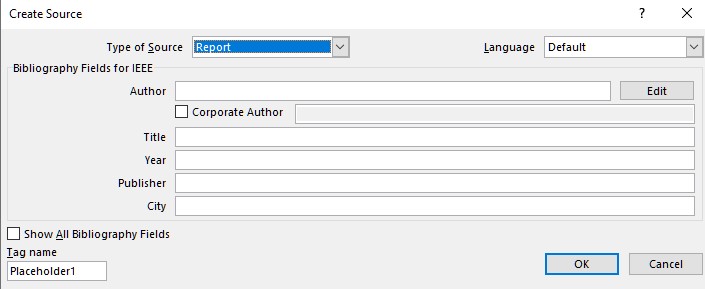 Create Source
? ×
Type of Source Report Language Default
Bibliography Fields for IEEE
Author Edit
Corporate Author
Title
Year
Publisher
City
Show All Bibliography Fields
Tag name
Placeholder1
OK Cancel